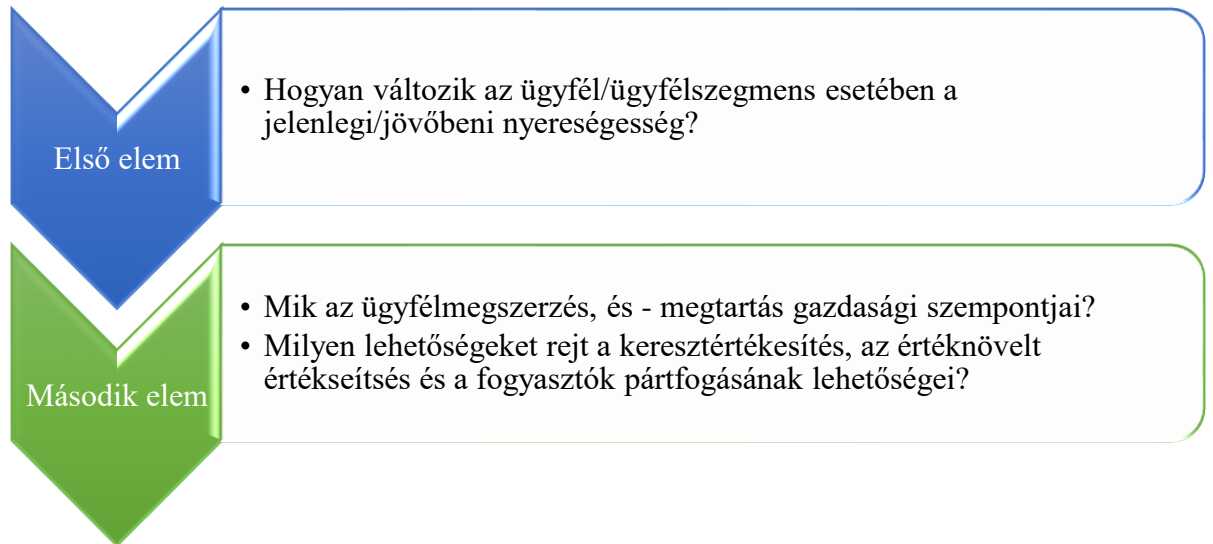 Első elem
• Hogyan változik az ügyfél/ügyfélszegmens esetében a
jelenlegi/jövőbeni nyereségesség?
Második elem
• Mik az ügyfélmegszerzés, és - megtartás gazdasági szempontjai?
• Milyen lehetőségeket rejt a keresztértékesítés, az értéknövelt
értékseítsés és a fogyasztók pártfogásának lehetőségei?